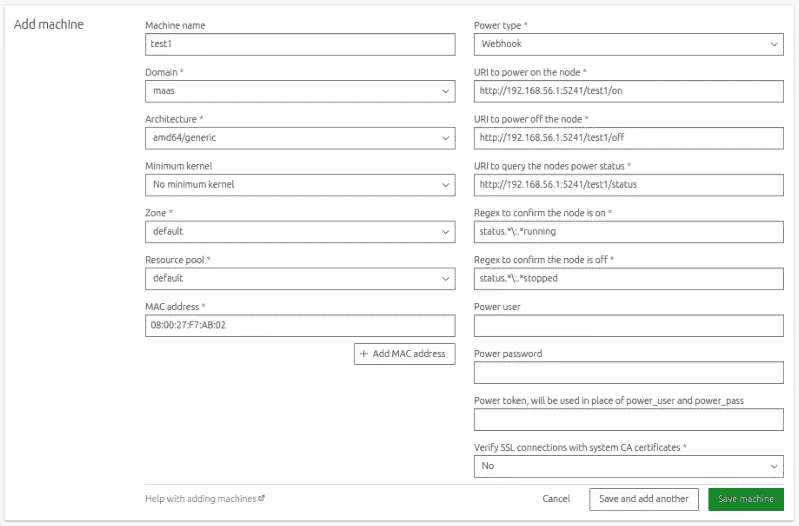 Add machine
Machine name
test1
Domain *
maas
Architecture *
amd64/generic
Minimum kernel
No minimum kernel
Zone *
default
Resource pool *
default
MAC address *
08:00:27:F7:AB:02
+ Add MAC address
Power type *
Webhook
URI to power on the node *
http://192.168.56.1:5241/test1/on
URI to power off the node *
http://192.168.56.1:5241/test1/off
URI to query the nodes power status *
http://192.168.56.1:5241/test1/status
Regex to confirm the node is on *
status.*\:.*running
Regex to confirm the node is off *
status.*\:.*stopped
Power user
Power password
Power token, will be used in place of power_user and power_pass
Verify SSL connections with system CA certificates *
No
Help with adding machines
Cancel
Save and add another
Save machine